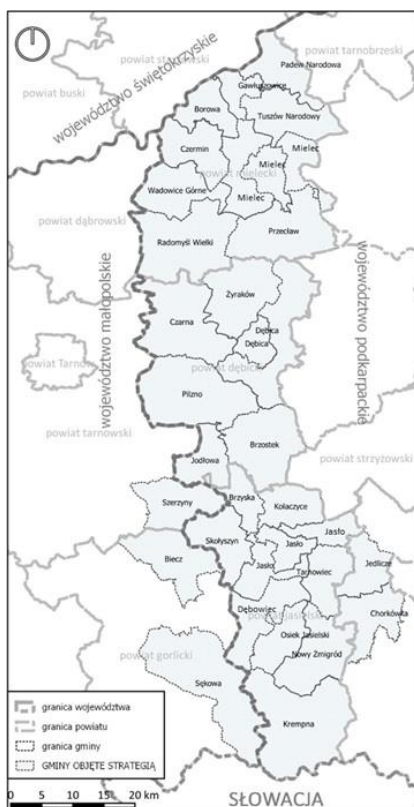 powiat tarnobrzeski
Padew Narodowa
województwo świętokrzyskie
powiat buski
Gawłuszowice
Borowa
Tuszów Narodowy
Czermin
Mielec
Mielec
powiat mielecki
Wadowice Górne
Mielec
powiat dąbrowski
Radomyśl Wielki
Przecław
województwo małopolskie
województwo podkarpackie
Żyraków
Czarna
Dębica
Dębica
powiat Tarnów
powiat dębicki
Pilzno
powiat tarnowski
Brzostek
Jodłowa
powiat strzyżowski
Szerzyny
Brzyska
Kołaczyce
Skołyszyn
Jasło
Jasło
Biecz
Jasło
Tarnowiec
Jedlicze
Dębowiec
Chorkówka
powiat jasielski
Osiek Jasielski
powiat gorlicki
Nowy Żmigród
Sękowa
Krempna
granica województwa
granica powiatu
granica gminy
GMINY OBJĘTE STRATEGIĄ
0 5 10 15 20 km
SŁOWACJA